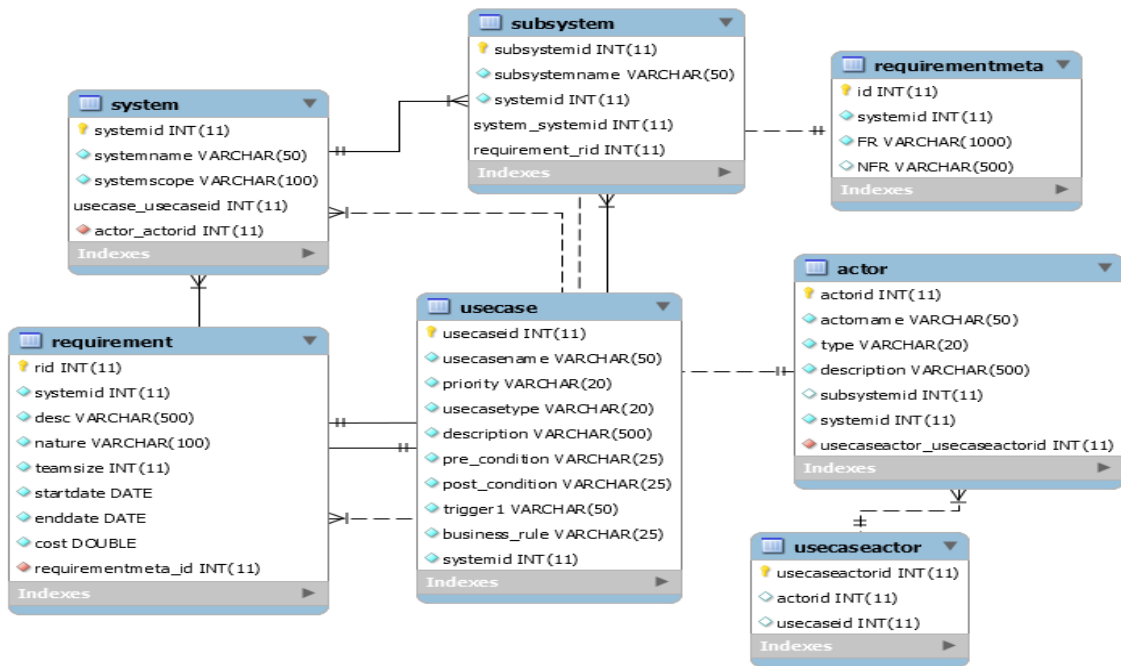 system
systemid INT(11)
systemname VARCHAR(50)
systemscope VARCHAR(100)
usecase_usecaseid INT(11)
actor_actorid INT(11)
Indexes
subsystem
subsystemid INT(11)
subsystemname VARCHAR(50)
systemid INT(11)
system_systemid INT(11)
requirement_rid INT(11)
Indexes
requirementmeta
id INT(11)
systemid INT(11)
FR VARCHAR(1000)
NFR VARCHAR(500)
Indexes
requirement
rid INT(11)
systemid INT(11)
desc VARCHAR(500)
nature VARCHAR(100)
teamsize INT(11)
startdate DATE
enddate DATE
cost DOUBLE
requirementmeta_id INT(11)
Indexes
usecase
usecaseid INT(11)
usecasename VARCHAR(50)
priority VARCHAR(20)
usecasetype VARCHAR(20)
description VARCHAR(500)
pre_condition VARCHAR(25)
post_condition VARCHAR(25)
trigger1 VARCHAR(50)
business_rule VARCHAR(25)
systemid INT(11)
Indexes
actor
actorid INT(11)
actorname VARCHAR(50)
type VARCHAR(20)
description VARCHAR(500)
subsystemid INT(11)
systemid INT(11)
usecaseactor_usecaseactorid INT(11)
Indexes
usecaseactor
usecaseactorid INT(11)
actorid INT(11)
usecaseid INT(11)
Indexes